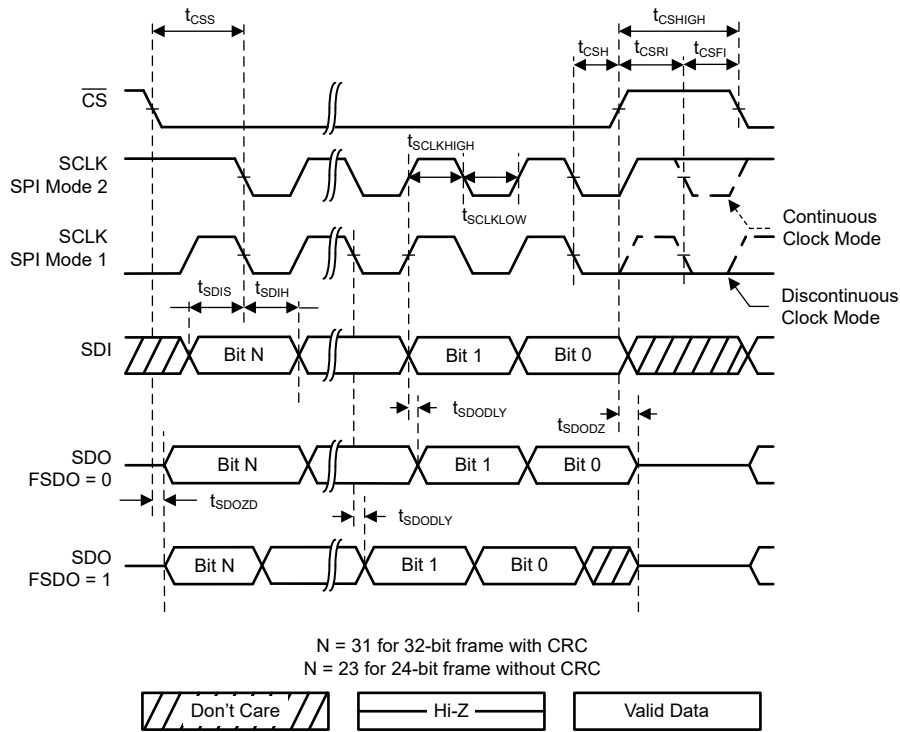 tCSS
tCSHIGH
tCSH
tCSRI
tCSFI
CS
SCLK
SPI Mode 2
tSCLKHIGH
tSCLKLOW
Continuous
Clock Mode
SCLK
SPI Mode 1
tSDIS
tSDIH
Discontinuous
Clock Mode
SDI
Bit N
Bit 1
Bit 0
tSDODLY
tSDODZ
SDO
FSDO = 0
Bit N
Bit 1
Bit 0
tSDOZD
tSDODLY
SDO
FSDO = 1
Bit N
Bit 1
Bit 0
N = 31 for 32-bit frame with CRC
N = 23 for 24-bit frame without CRC
Don't Care
Hi-Z
Valid Data